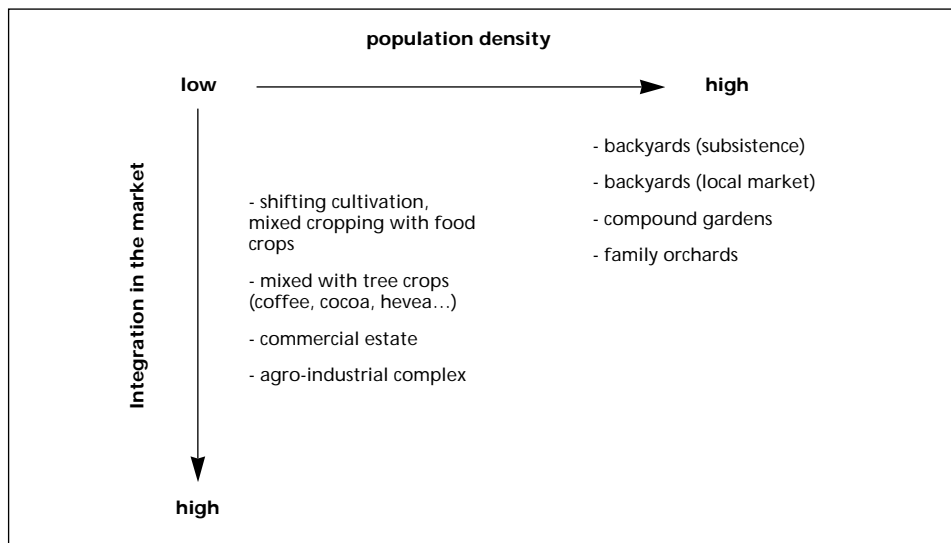 population density
low
high
Integration in the market
- backyards (subsistence)
- backyards (local market)
- compound gardens
- family orchards
- shifting cultivation,
mixed cropping with food
crops
- mixed with tree crops
(coffee, cocoa, hevea…)
- commercial estate
- agro-industrial complex
high